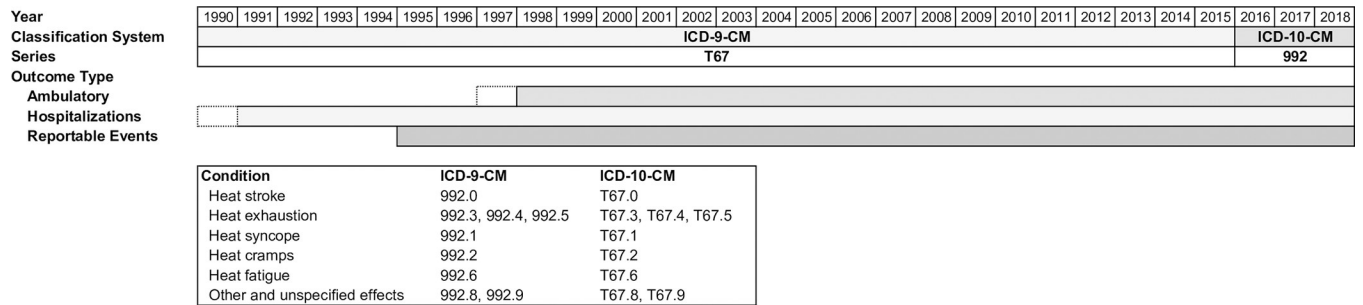 Year 1990 1991 1992 1993 1994 1995 1996 1997 1998 1999 2000 2001 2002 2003 2004 2005 2006 2007 2008 2009 2010 2011 2012 2013 2014 2015 2016 2017 2018
Classification System ICD-9-CM ICD-10-CM
Series T67 992
Outcome Type
Ambulatory
Hospitalizations
Reportable Events
Condition ICD-9-CM ICD-10-CM
Heat stroke 992.0 T67.0
Heat exhaustion 992.3, 992.4, 992.5 T67.3, T67.4, T67.5
Heat syncope 992.1 T67.1
Heat cramps 992.2 T67.2
Heat fatigue 992.6 T67.6
Other and unspecified effects 992.8, 992.9 T67.8, T67.9